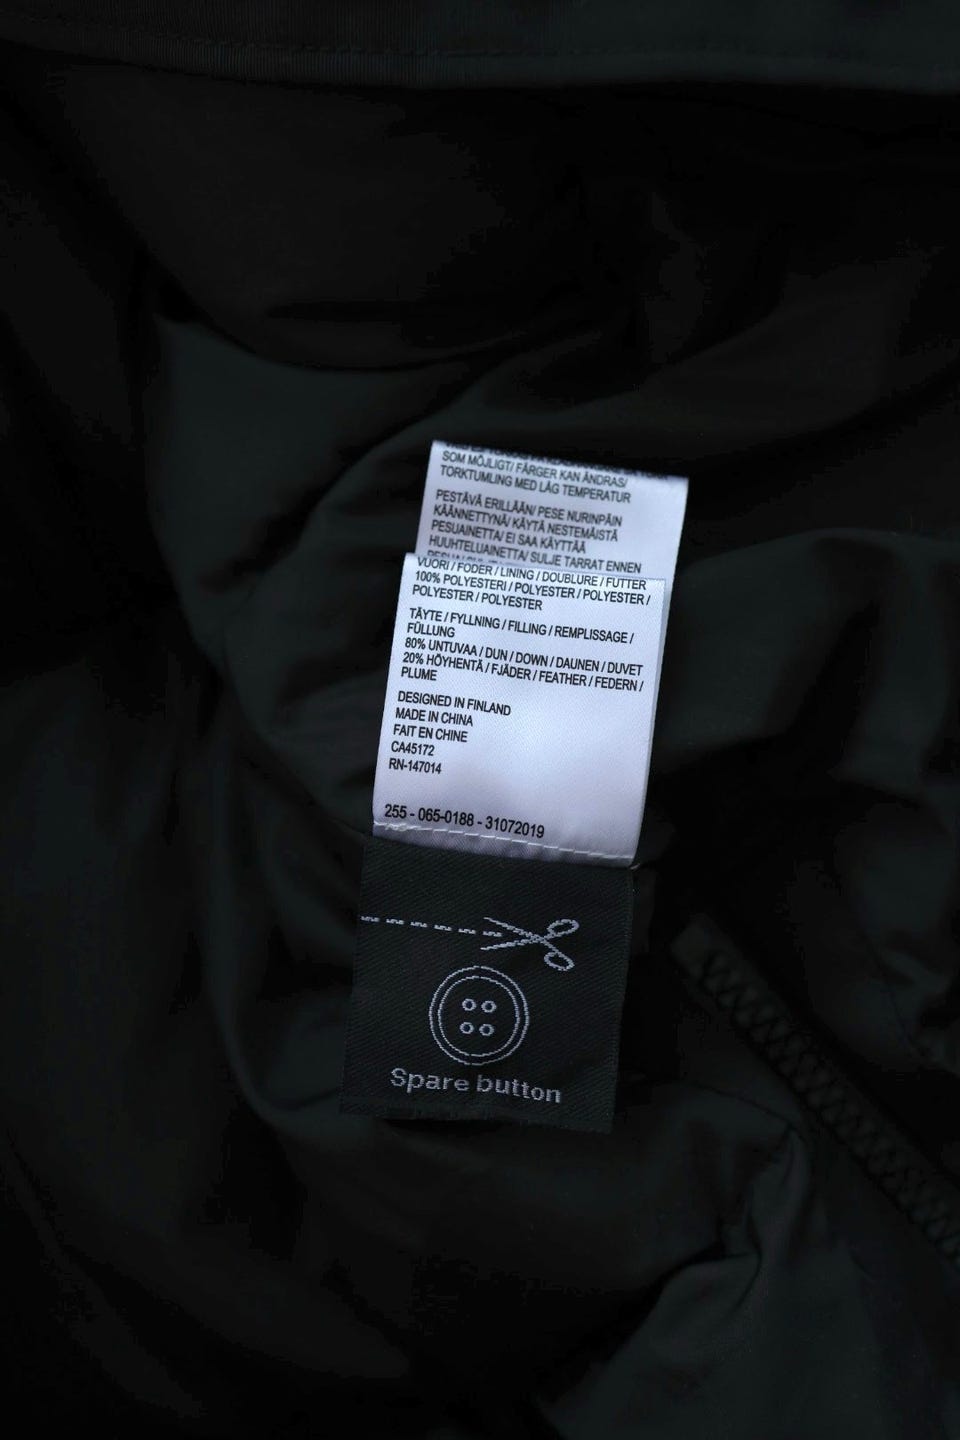 SOM MÖJLIGT/ FÄRGER KAN ÄNDRAS/
TORKTUMLING MED LÅG TEMPERATUR
PESTÄVÄ ERILLÄÄN/ PESE NURINPÄIN
KÄÄNNETTYNÄ/ KÄYTÄ NESTEMÄISTÄ
PESUAINETTA/ EI SAA KÄYTTÄÄ
HUUHTELUAINETTA/ SULJE TARRAT ENNEN
VUORI / FODER / LINING / DOUBLURE / FUTTER
100% POLYESTERI / POLYESTER / POLYESTER /
POLYESTER / POLYESTER
TÄYTE / FYLLNING / FILLING / REMPLISSAGE /
FÜLLUNG
80% UNTUVAA / DUN / DOWN / DAUNEN / DUVET
20% HÖYHENTÄ / FJÄDER / FEATHER / FEDERN /
PLUME
DESIGNED IN FINLAND
MADE IN CHINA
FAIT EN CHINE
CA45172
RN-147014
255 - 065-0188 - 31072019
Spare button